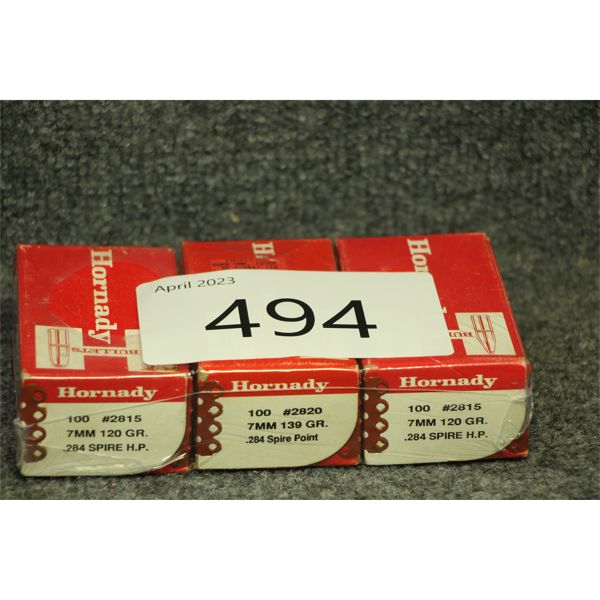 April 2023
494
Hornady
BULLETS
Hornady
100 #2815
7MM 120 GR.
.284 SPIRE H.P.
Hornady
100 #2820
7MM 139 GR.
.284 Spire Point
Hornady
100 #2815
7MM 120 GR.
.284 SPIRE H.P.